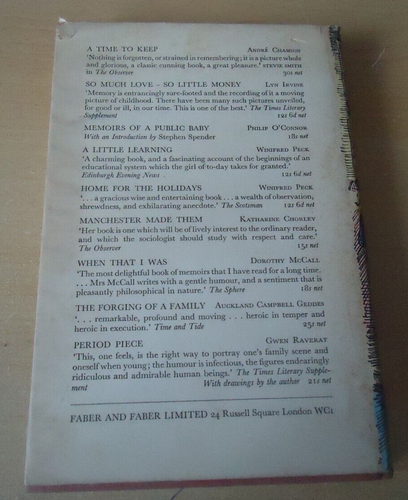 A TIME TO KEEP André Chamson
'Nothing is forgotten, or strained in remembering; it is a picture whole
and glorious, a classic cunning book, a great pleasure.' STEVIE SMITH
in The Observer 30s net
SO MUCH LOVE - SO LITTLE MONEY Lyn Irvine
'Memory is entrancingly sure-footed and the recording of it a moving
picture of childhood. There have been many such pictures unveiled,
for good or ill, in our time. This is one of the best.' The Times Literary
Supplement 12s 6d net
MEMOIRS OF A PUBLIC BABY Philip O'Connor
With an Introduction by Stephen Spender 18s net
A LITTLE LEARNING Winifred Peck
'A charming book, and a fascinating account of the beginnings of an
educational system which the girl of to-day takes for granted.'
Edinburgh Evening News 12s 6d net
HOME FOR THE HOLIDAYS Winifred Peck
'. . . a gracious wise and entertaining book . . . a wealth of observation,
shrewdness, and exhilarating anecdote.' The Scotsman 12s 6d net
MANCHESTER MADE THEM Katharine Chorley
'Her book is one which will be of lively interest to the ordinary reader,
and which the sociologist should study with respect and care.'
The Observer 15s net
WHEN THAT I WAS Dorothy McCall
'The most delightful book of memoirs that I have read for a long time.
. . . Mrs McCall writes with a gentle humour, and a sentiment that is
pleasantly philosophical in nature.' The Sphere 18s net
THE FORGING OF A FAMILY Auckland Campbell Geddes
'. . . remarkable, profound and moving . . . heroic in temper and
heroic in execution.' Time and Tide 25s net
PERIOD PIECE Gwen Raverat
'This, one feels, is the right way to portray one's family scene and
oneself when young; the humour is infectious, the figures endearingly
ridiculous and admirable human beings.' The Times Literary Supple-
ment With drawings by the author 21s net
FABER AND FABER LIMITED 24 Russell Square London WC1